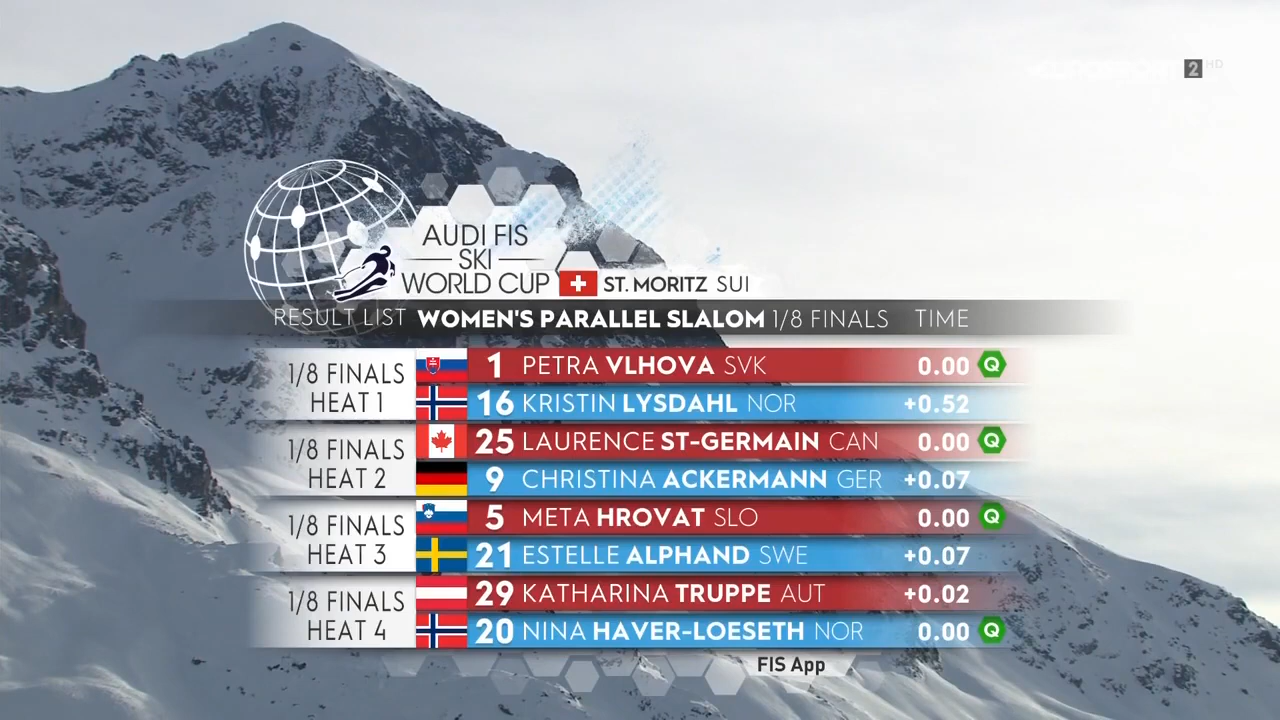 2 HD
AUDI FIS
SKI
WORLD CUP
ST. MORITZ SUI
RESULT LIST WOMEN'S PARALLEL SLALOM 1/8 FINALS TIME
1/8 FINALS
HEAT 1
1 PETRA VLHOVA SVK 0.00 Q
16 KRISTIN LYSDAHL NOR +0.52
1/8 FINALS
HEAT 2
25 LAURENCE ST-GERMAIN CAN 0.00 Q
9 CHRISTINA ACKERMANN GER +0.07
1/8 FINALS
HEAT 3
5 META HROVAT SLO 0.00 Q
21 ESTELLE ALPHAND SWE +0.07
1/8 FINALS
HEAT 4
29 KATHARINA TRUPPE AUT +0.02
20 NINA HAVER-LOESETH NOR 0.00 Q
FIS App